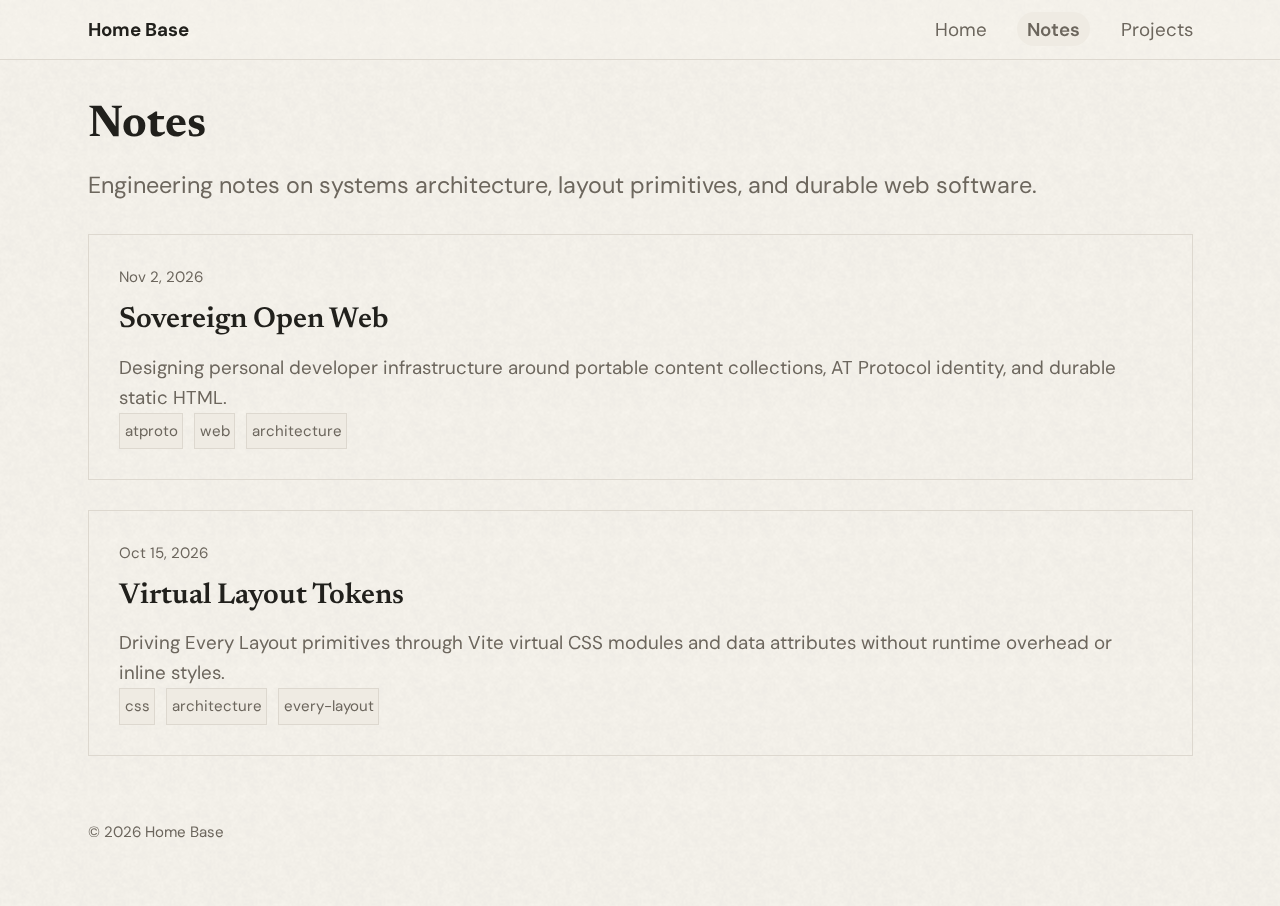 Home Base
Home
Notes
Projects
Notes
Engineering notes on systems architecture, layout primitives, and durable web software.
Nov 2, 2026
Sovereign Open Web
Designing personal developer infrastructure around portable content collections, AT Protocol identity, and durable
static HTML.
atproto
web
architecture
Oct 15, 2026
Virtual Layout Tokens
Driving Every Layout primitives through Vite virtual CSS modules and data attributes without runtime overhead or
inline styles.
css
architecture
every-layout
© 2026 Home Base